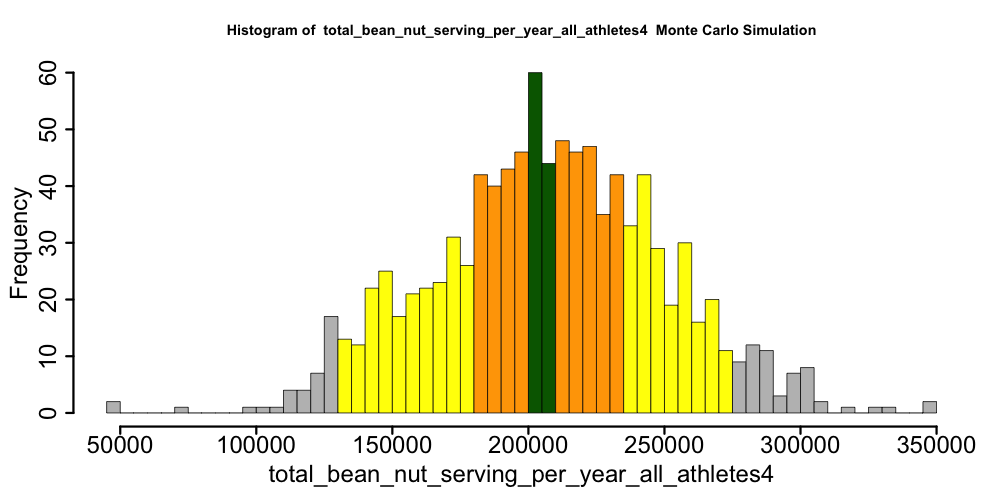 Histogram of  total_bean_nut_serving_per_year_all_athletes4  Monte Carlo Simulation
60
50
40
30
20
10
0
Frequency
50000 100000 150000 200000 250000 300000 350000
total_bean_nut_serving_per_year_all_athletes4